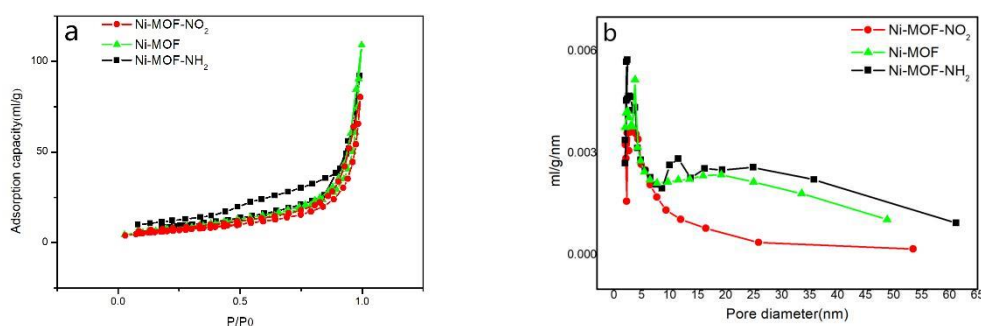 a
Ni-MOF-NO₂
Ni-MOF
Ni-MOF-NH₂
100
50
0
Adsorption capacity(ml/g)
0.0 0.5 1.0
P/P0
b
Ni-MOF-NO₂
Ni-MOF
Ni-MOF-NH₂
0.006
0.003
0.000
ml/g/nm
0 5 10 15 20 25 30 35 40 45 50 55 60 65
Pore diameter(nm)